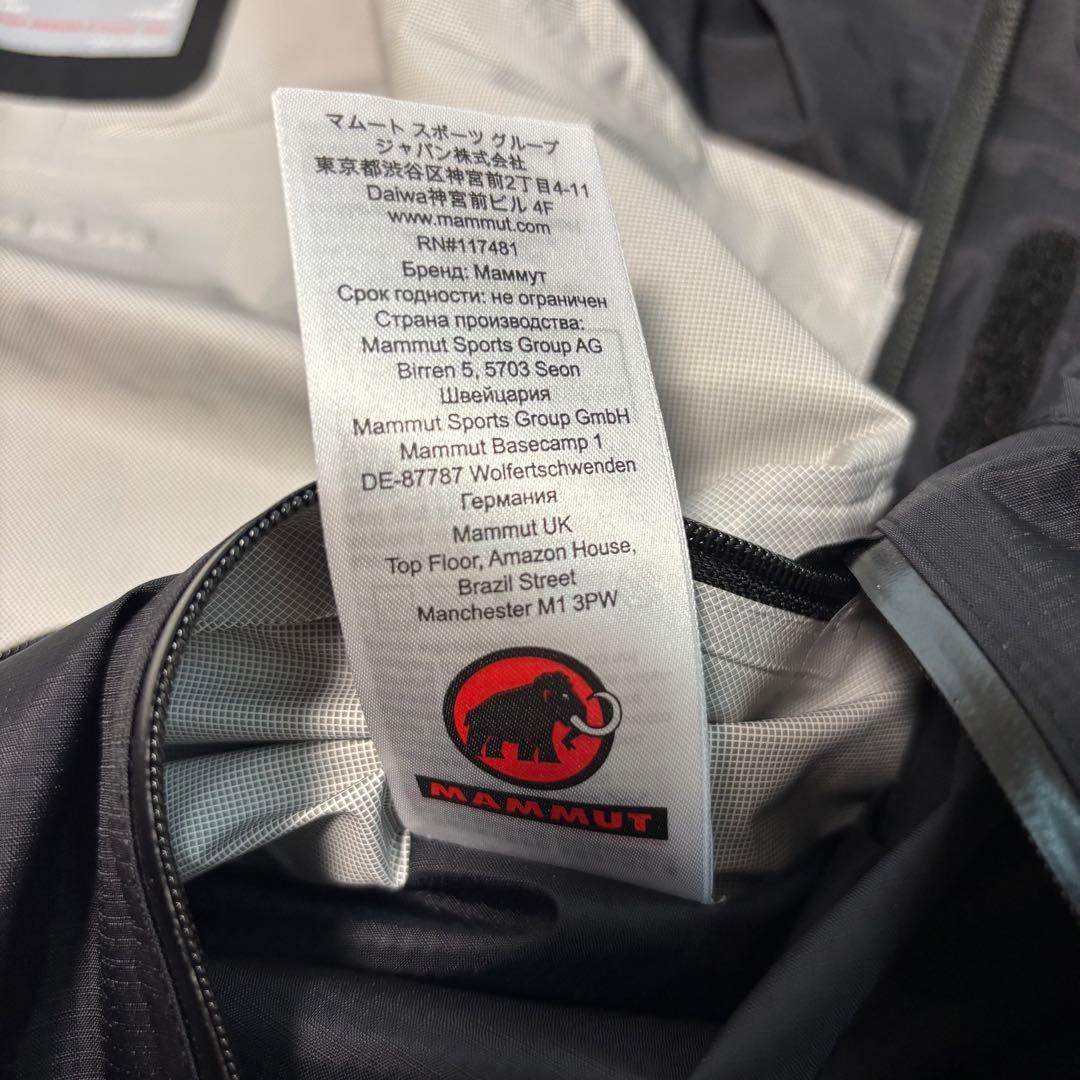 マムート スポーツ グループ
ジャパン株式会社
東京都渋谷区神宮前2丁目4-11
Daiwa神宮前ビル 4F
www.mammut.com
RN#117481
Бренд: Маммут
Срок годности: не ограничен
Страна производства:
Mammut Sports Group AG
Birren 5, 5703 Seon
Швейцария
Mammut Sports Group GmbH
Mammut Basecamp 1
DE-87787 Wolfertschwenden
Германия
Mammut UK
Top Floor, Amazon House,
Brazil Street
Manchester M1 3PW
MAMMUT